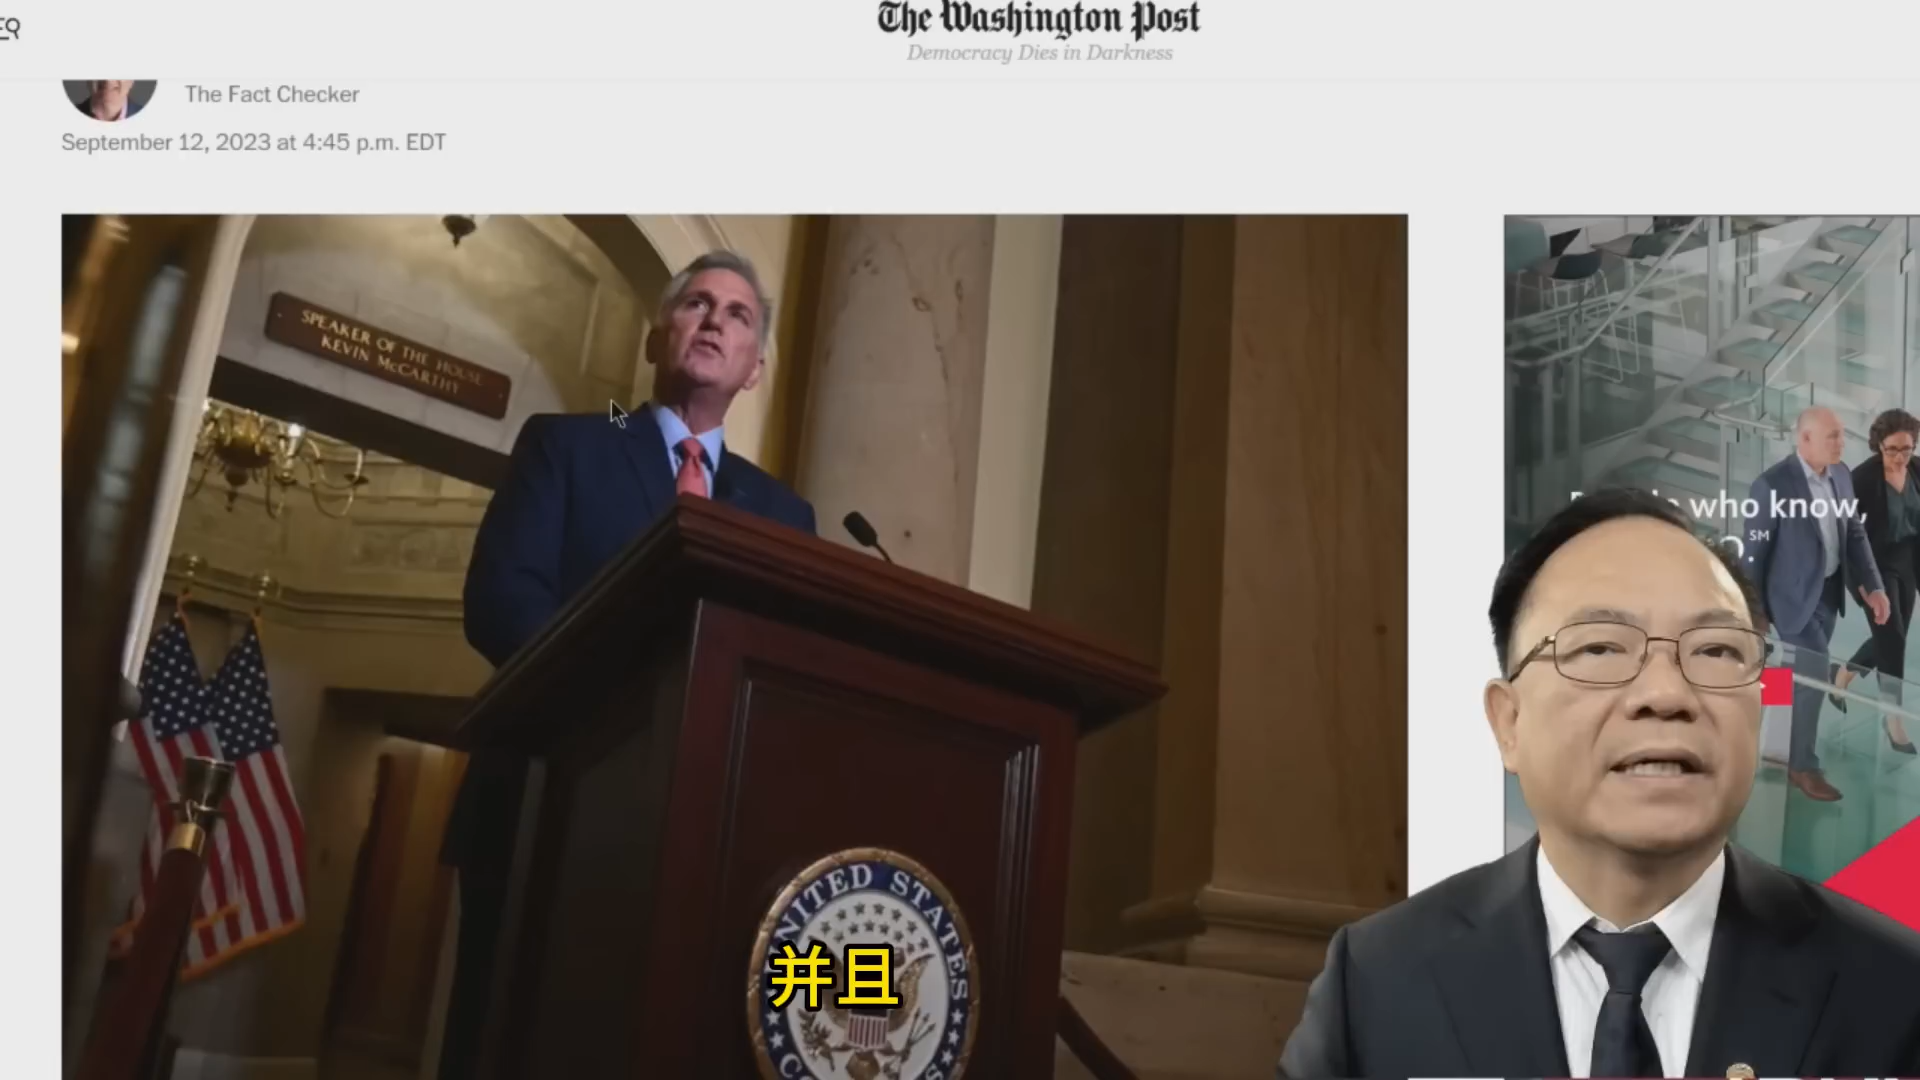 The Washington Post
Democracy Dies in Darkness
The Fact Checker
September 12, 2023 at 4:45 p.m. EDT
SPEAKER OF THE HOUSE
KEVIN McCARTHY
who know,
SM
UNITED STATES
并且